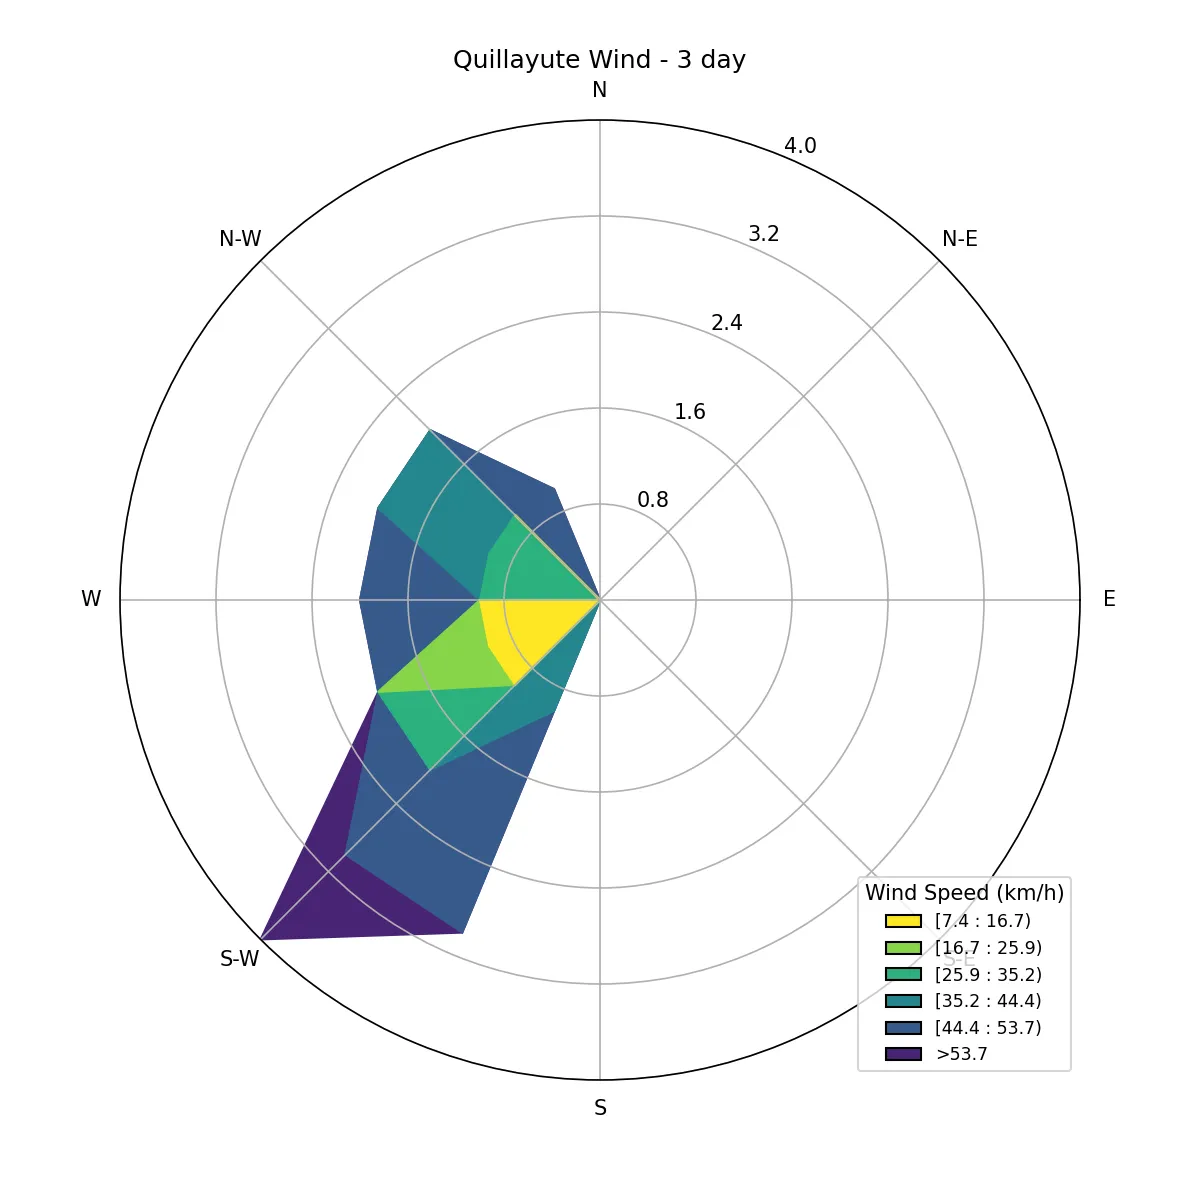 Quillayute Wind - 3 day
N
4.0
N-W
3.2
N-E
2.4
1.6
0.8
W
E
S-W
S-E
S
Wind Speed (km/h)
[7.4 : 16.7)
[16.7 : 25.9)
[25.9 : 35.2)
[35.2 : 44.4)
[44.4 : 53.7)
>53.7